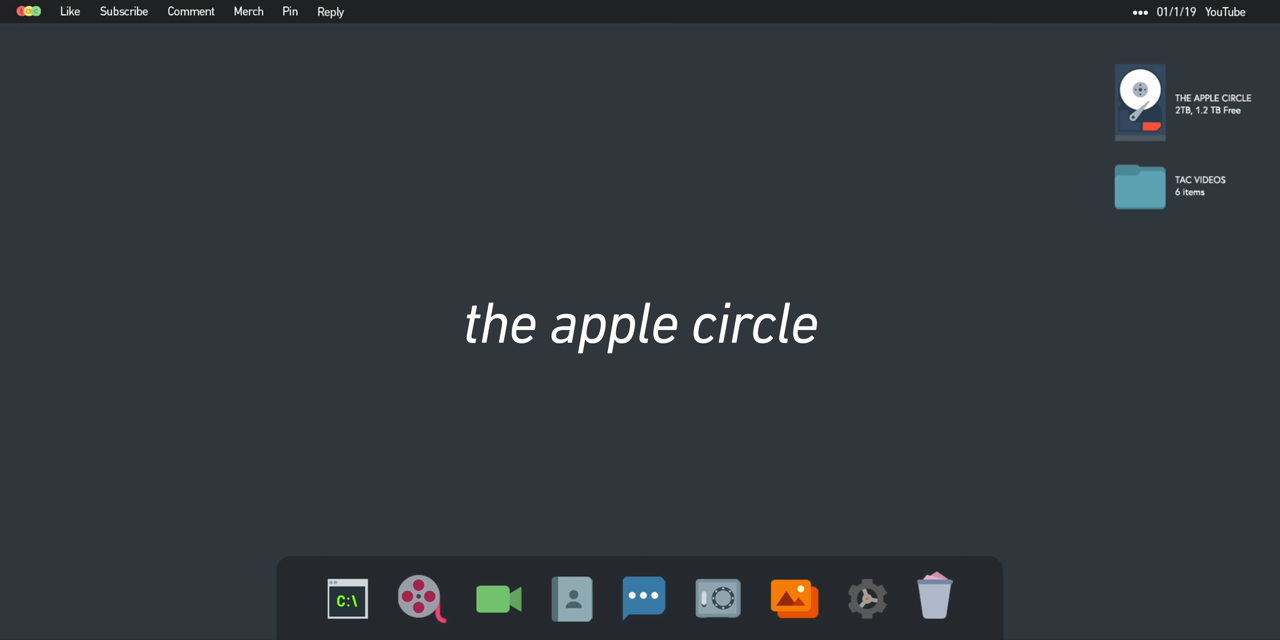 tac Like Subscribe Comment Merch Pin Reply ••• 01/1/19 YouTube
THE APPLE CIRCLE
2TB, 1.2 TB Free
TAC VIDEOS
6 items
the apple circle
C:\